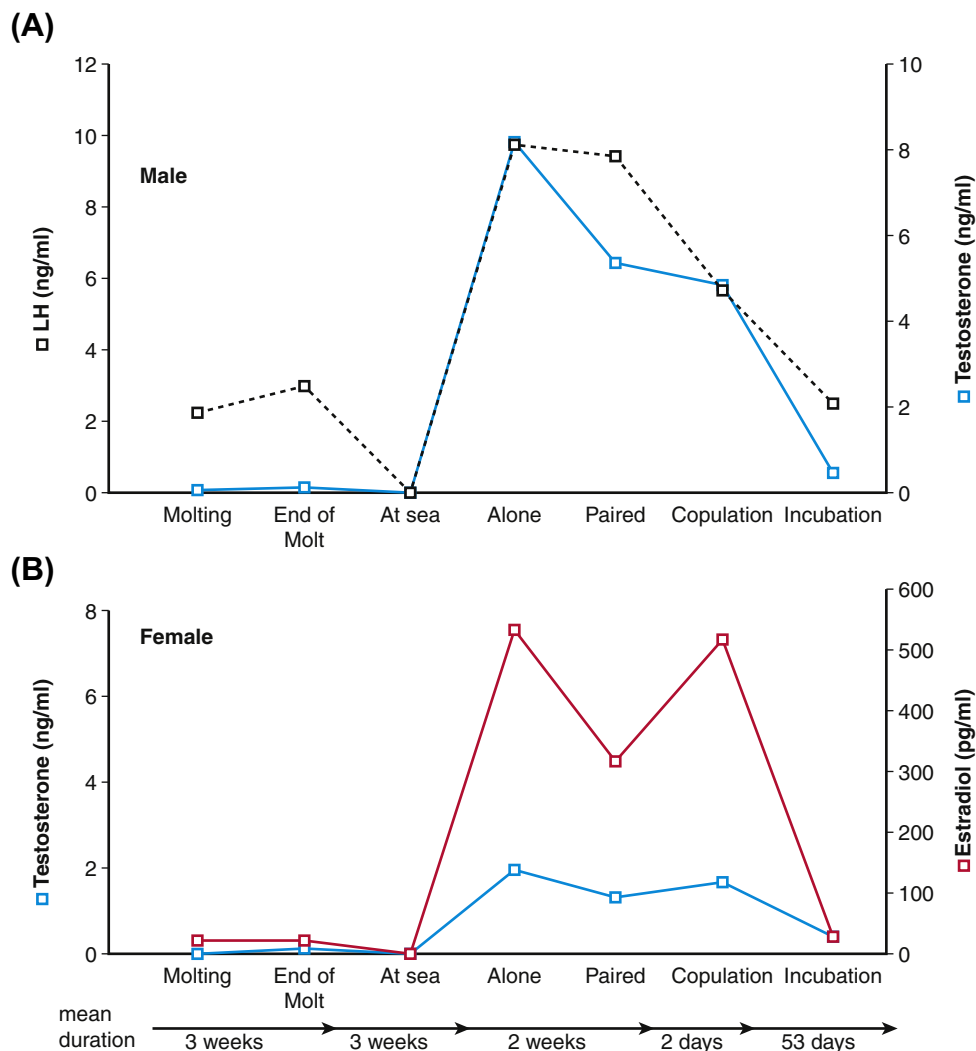 (A)
12
10
8
6
4
2
0
LH (ng/ml)
Male
10
8
6
4
2
0
Testosterone (ng/ml)
Molting
End of
Molt
At sea
Alone
Paired
Copulation
Incubation
(B)
8
6
4
2
0
Testosterone (ng/ml)
Female
600
500
400
300
200
100
0
Estradiol (pg/ml)
Molting
End of
Molt
At sea
Alone
Paired
Copulation
Incubation
mean
duration
3 weeks
3 weeks
2 weeks
2 days
53 days